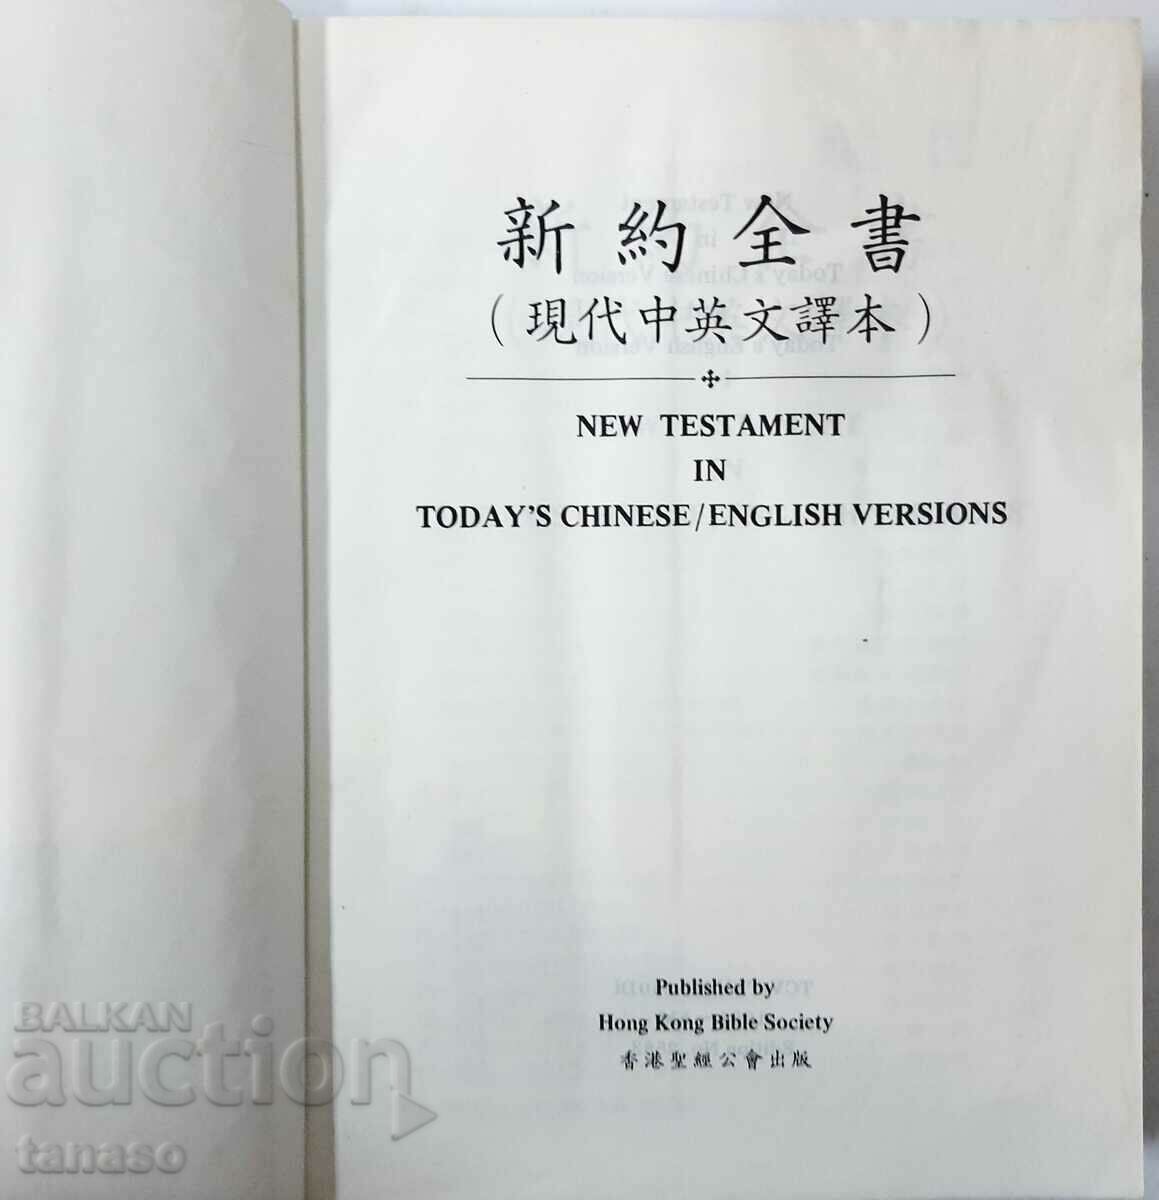 新約全書
（現代中英文譯本）
NEW TESTAMENT
IN
TODAY'S CHINESE/ENGLISH VERSIONS
Published by
Hong Kong Bible Society
香港聖經公會出版
BALKAN
auction
tanaso